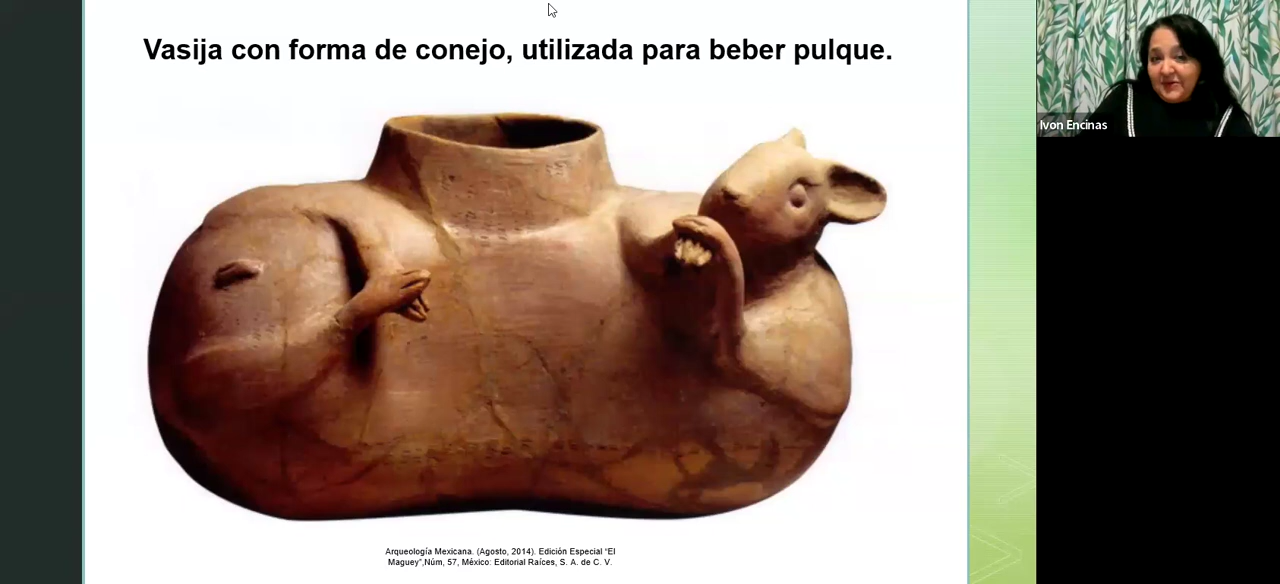 Vasija con forma de conejo, utilizada para beber pulque.
Ivon Encinas
Arqueología Mexicana. (Agosto, 2014). Edición Especial “El
Maguey”,Núm, 57, México: Editorial Raíces, S. A. de C. V.